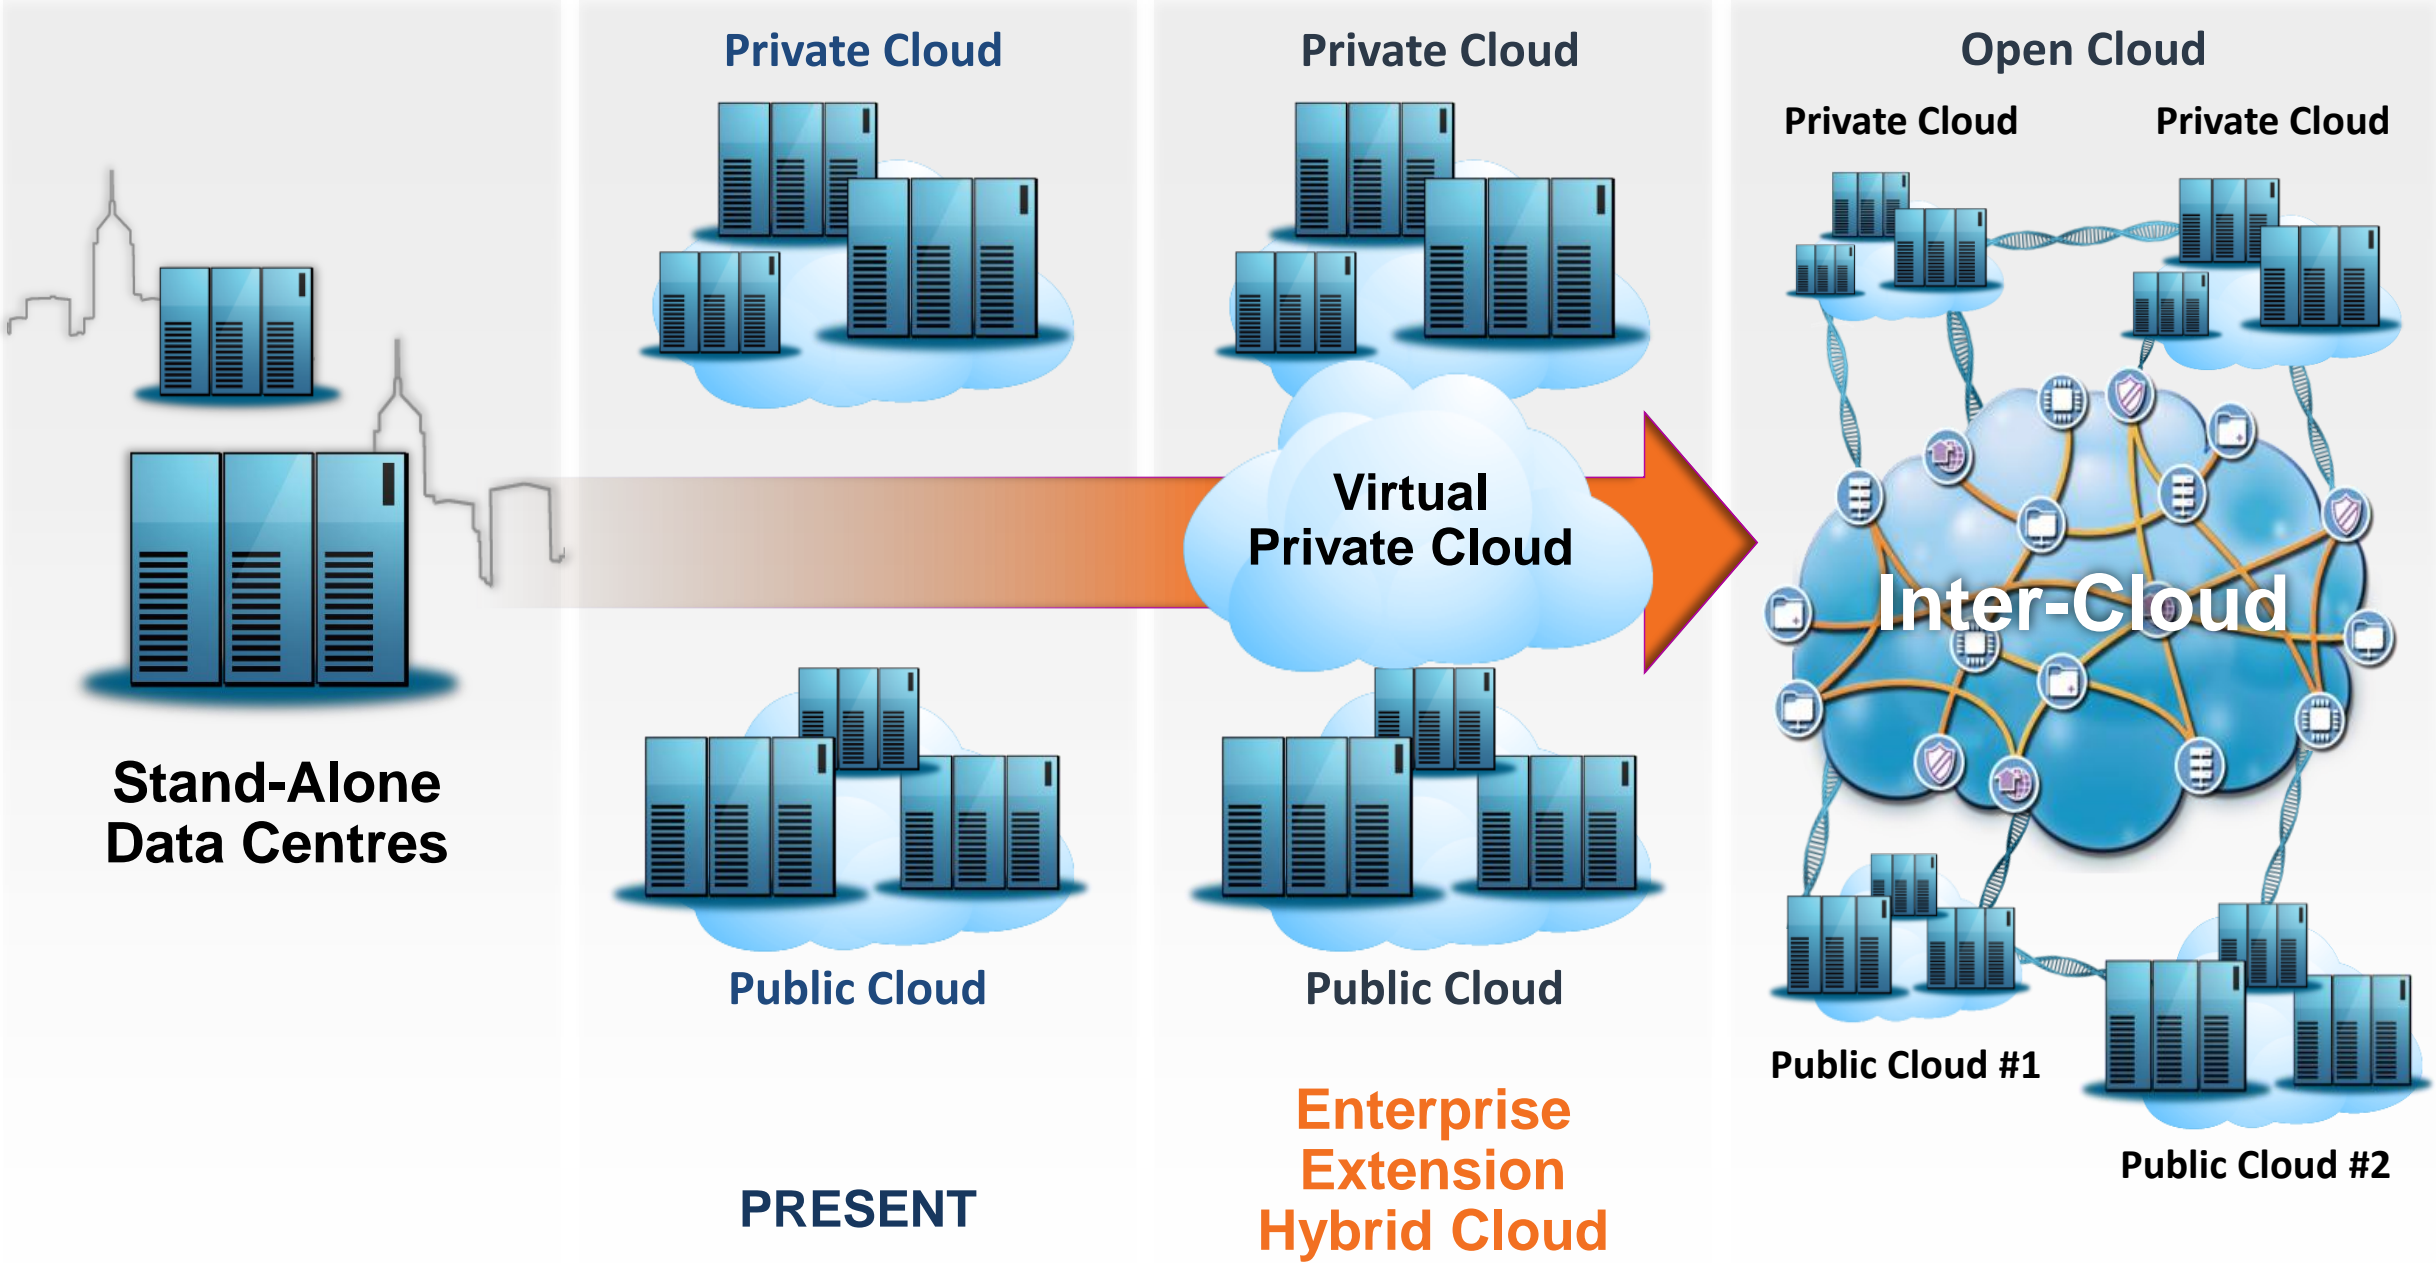 Stand-Alone
Data Centres
Private Cloud
Public Cloud
PRESENT
Private Cloud
Virtual
Private Cloud
Public Cloud
Enterprise
Extension
Hybrid Cloud
Open Cloud
Private Cloud
Private Cloud
Inter-Cloud
Public Cloud #1
Public Cloud #2